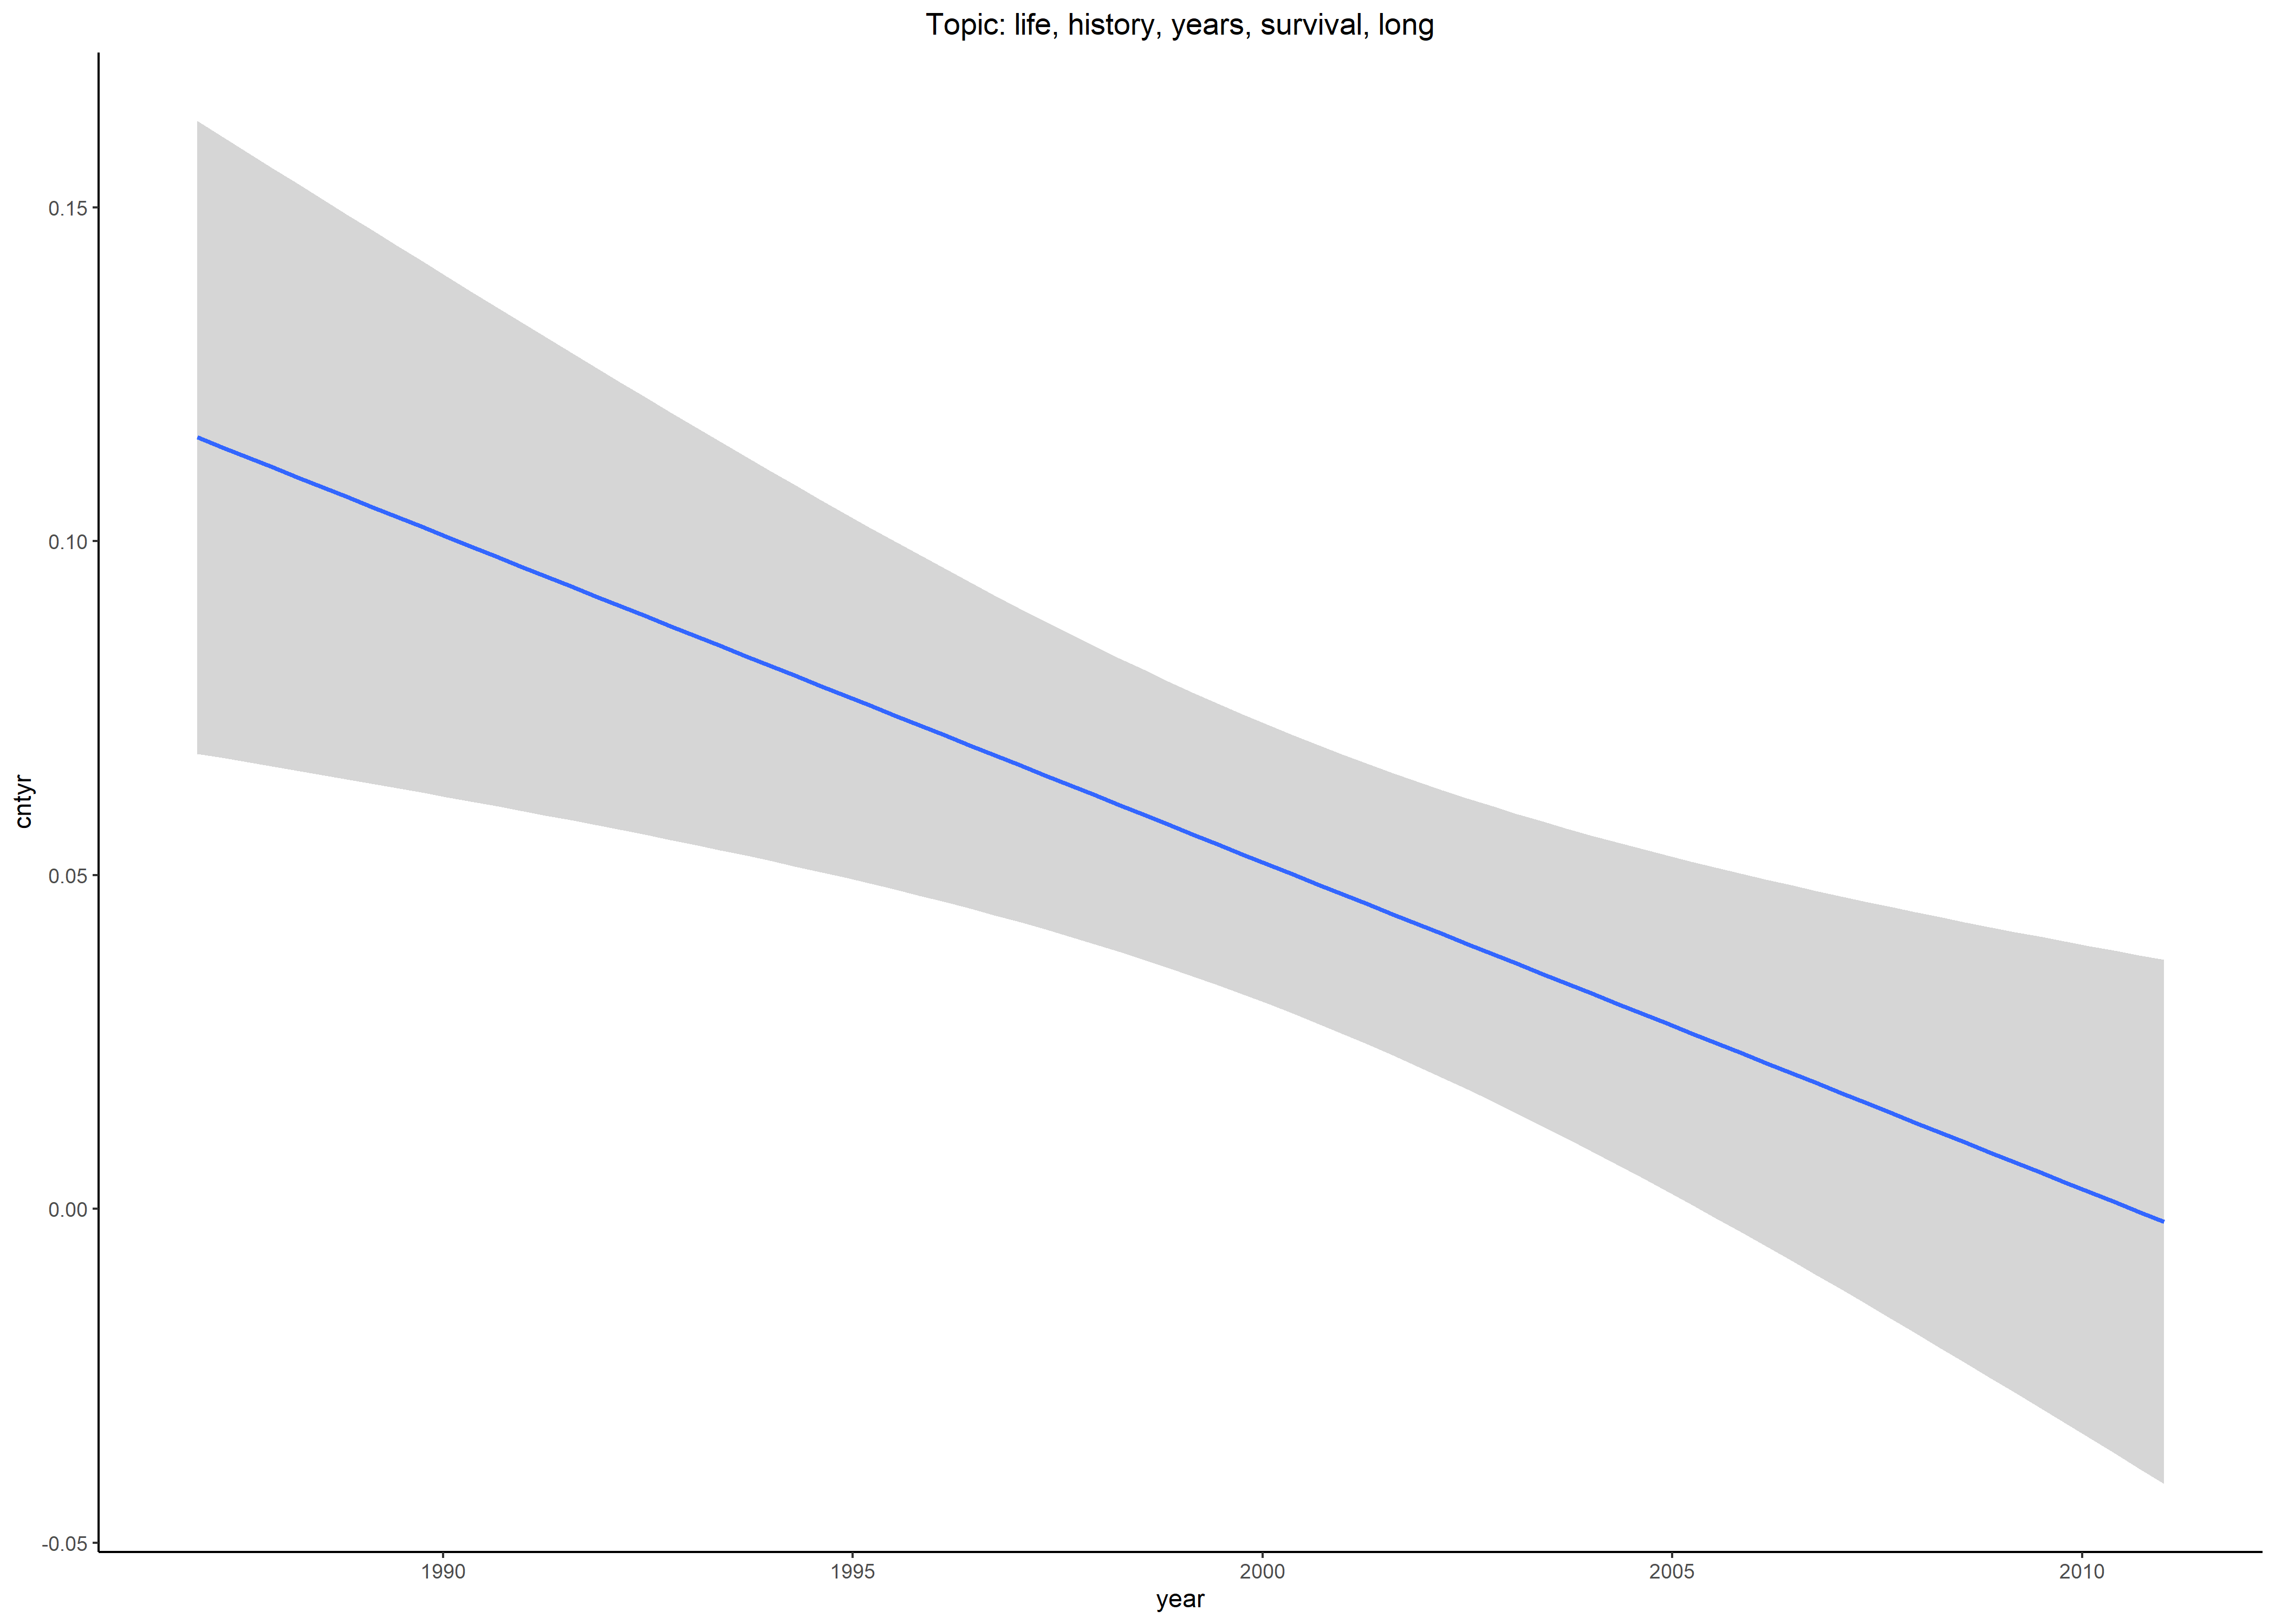 Topic: life, history, years, survival, long
0.15
0.10
0.05
0.00
-0.05
cntyr
1990 1995 2000 2005 2010
year